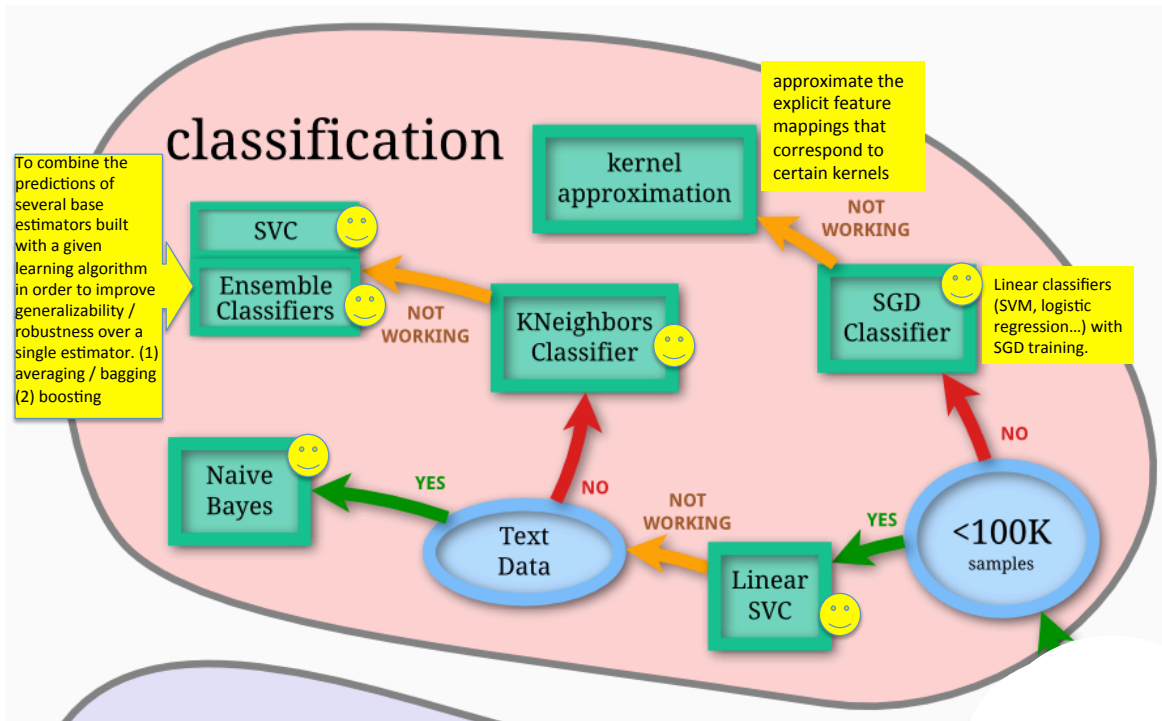 classification
To combine the
predictions of
several base
estimators built
with a given
learning algorithm
in order to improve
generalizability /
robustness over a
single estimator. (1)
averaging / bagging
(2) boosting
SVC
Ensemble
Classifiers
NOT
WORKING
KNeighbors
Classifier
kernel
approximation
approximate the
explicit feature
mappings that
correspond to
certain kernels
NOT
WORKING
SGD
Classifier
Linear classifiers
(SVM, logistic
regression...) with
SGD training.
Naive
Bayes
YES
NO
Text
Data
NOT
WORKING
Linear
SVC
YES
NO
<100K
samples